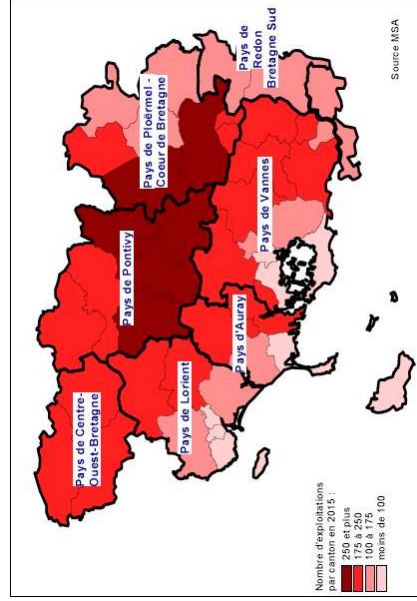 Pays de Centre-
Ouest-Bretagne
Pays de Pontivy
Pays de Ploërmel -
Coeur de Bretagne
Pays de Lorient
Pays d'Auray
Pays de Vannes
Pays de
Redon
Bretagne Sud
Nombre d'exploitations
par canton en 2015 :
250 et plus
175 à 250
100 à 175
moins de 100
Source MSA